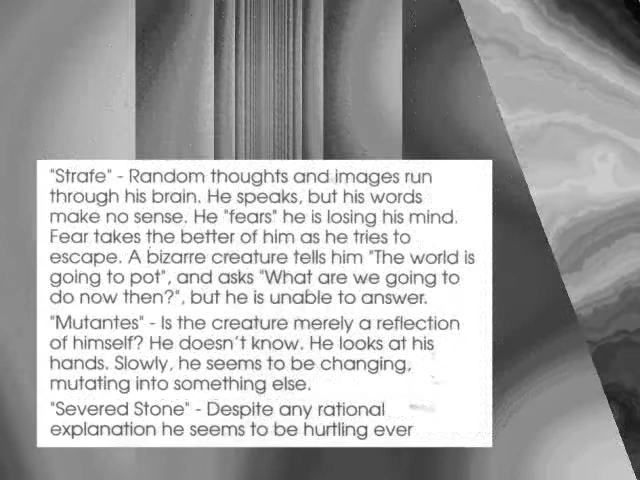 "Strafe" - Random thoughts and images run
through his brain. He speaks, but his words
make no sense. He "fears" he is losing his mind.
Fear takes the better of him as he tries to
escape. A bizarre creature tells him "The world is
going to pot", and asks "What are we going to
do now then?", but he is unable to answer.
"Mutantes" - Is the creature merely a reflection
of himself? He doesn't know. He looks at his
hands. Slowly, he seems to be changing,
mutating into something else.
"Severed Stone" - Despite any rational
explanation he seems to be hurtling ever